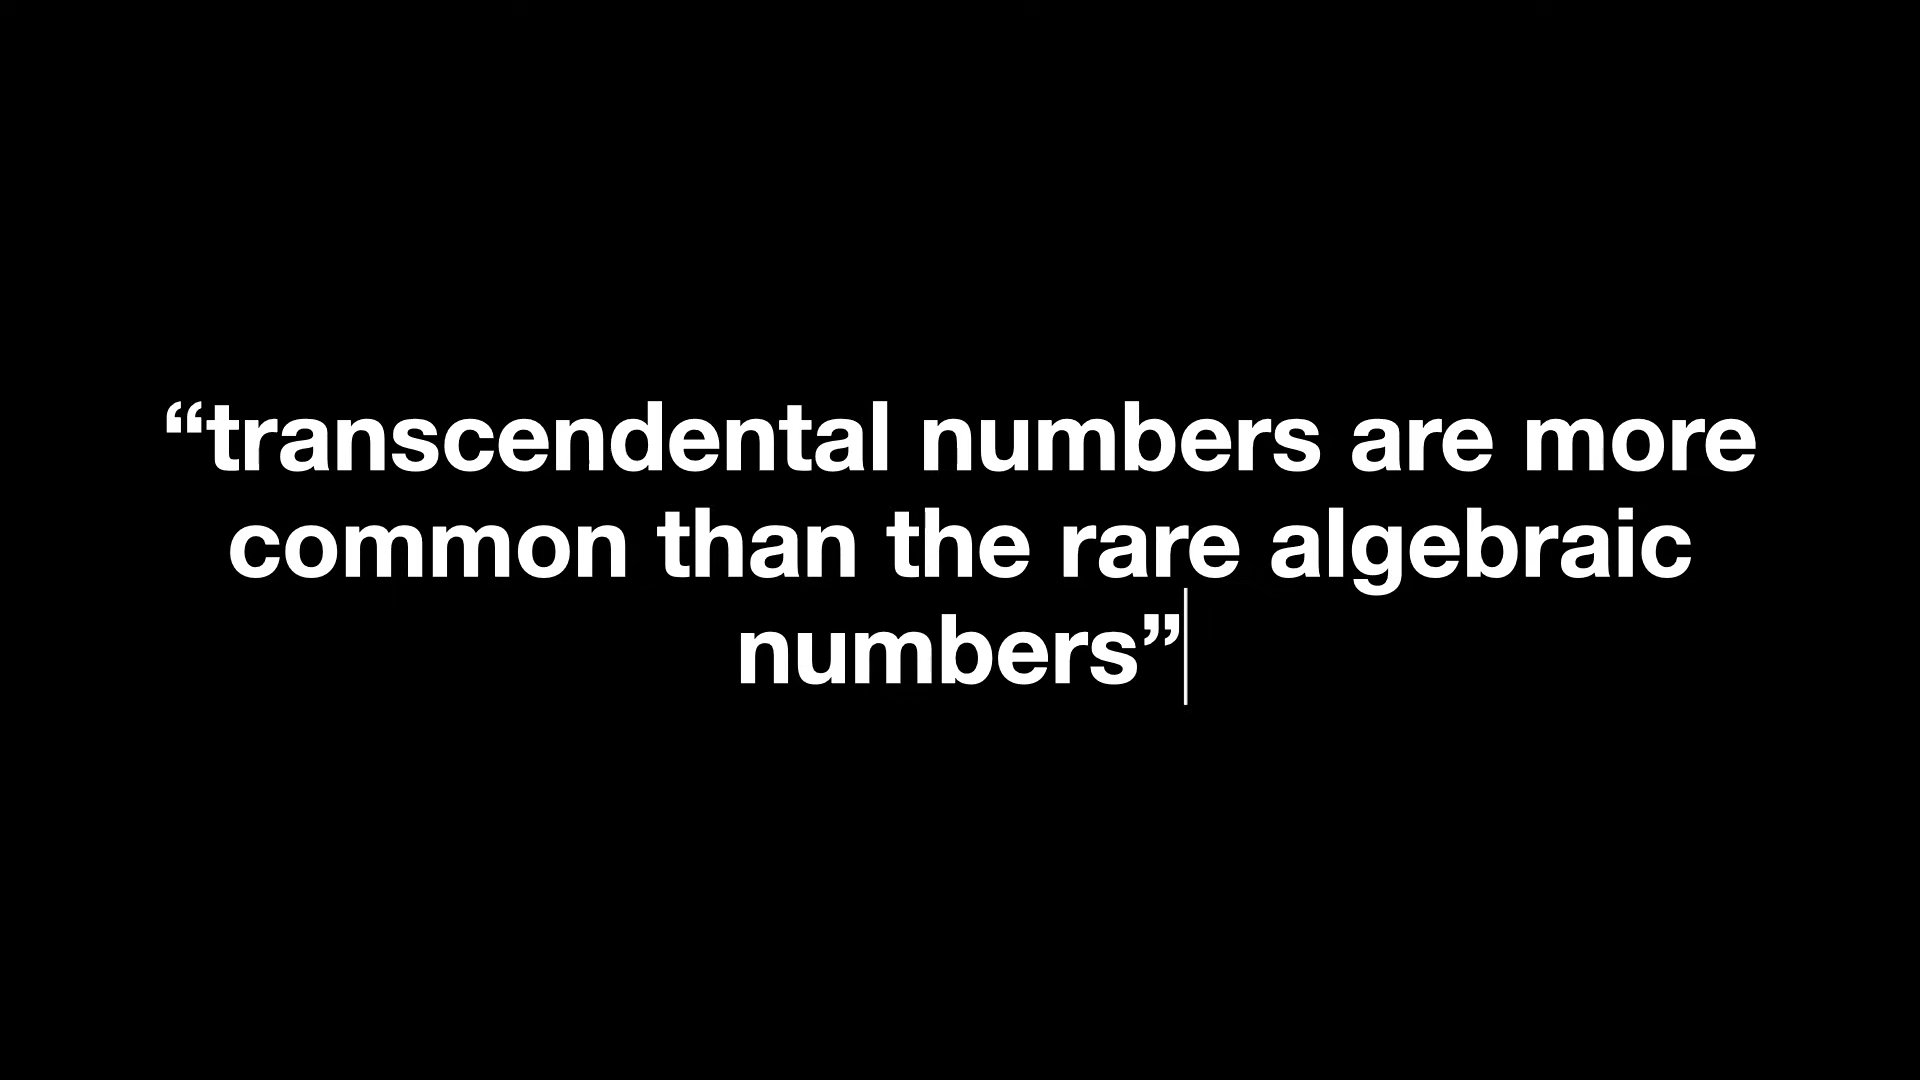 “transcendental numbers are more
common than the rare algebraic
numbers”